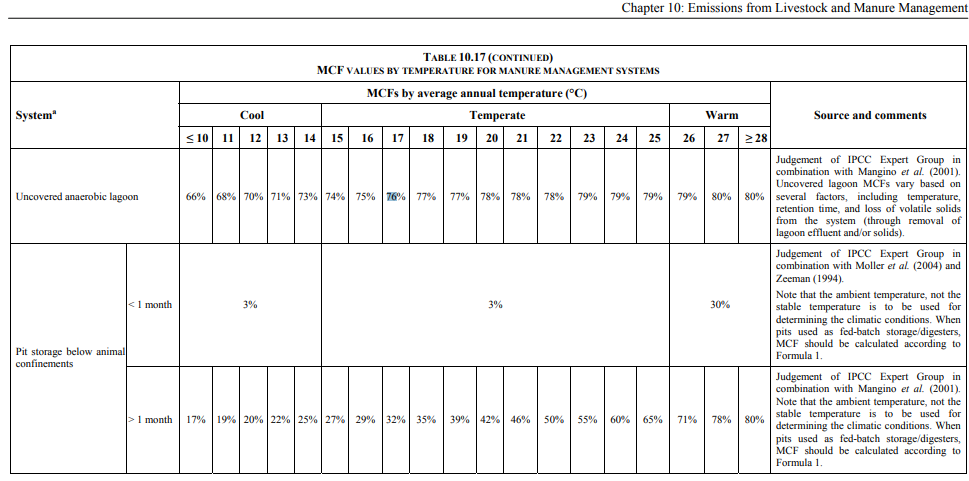 Chapter 10: Emissions from Livestock and Manure Management
TABLE 10.17 (CONTINUED)
MCF VALUES BY TEMPERATURE FOR MANURE MANAGEMENT SYSTEMS
Systemᵃ
MCFs by average annual temperature (°C)
Source and comments
Cool Temperate Warm
≤ 10 11 12 13 14 15 16 17 18 19 20 21 22 23 24 25 26 27 ≥ 28
Uncovered anaerobic lagoon 66% 68% 70% 71% 73% 74% 75% 76% 77% 77% 78% 78% 78% 79% 79% 79% 79% 80% 80%
Judgement of IPCC Expert Group in
combination with Mangino et al. (2001).
Uncovered lagoon MCFs vary based on
several factors, including temperature,
retention time, and loss of volatile solids
from the system (through removal of
lagoon effluent and/or solids).
Pit storage below animal
confinements
< 1 month 3% 3% 30%
Judgement of IPCC Expert Group in
combination with Moller et al. (2004) and
Zeeman (1994).
Note that the ambient temperature, not the
stable temperature is to be used for
determining the climatic conditions. When
pits used as fed-batch storage/digesters,
MCF should be calculated according to
Formula 1.
> 1 month 17% 19% 20% 22% 25% 27% 29% 32% 35% 39% 42% 46% 50% 55% 60% 65% 71% 78% 80%
Judgement of IPCC Expert Group in
combination with Mangino et al. (2001).
Note that the ambient temperature, not the
stable temperature is to be used for
determining the climatic conditions. When
pits used as fed-batch storage/digesters,
MCF should be calculated according to
Formula 1.